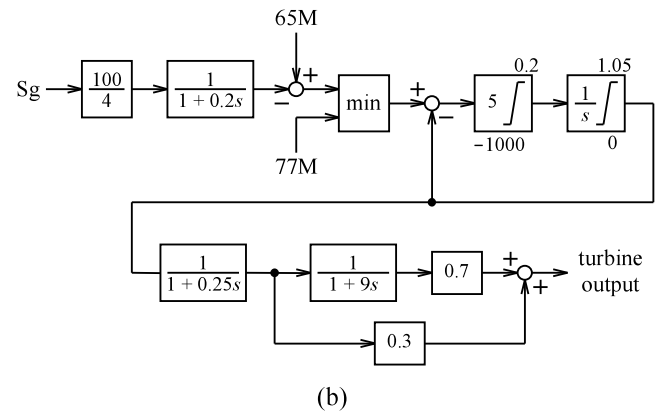 65M
Sg
100
4
1
1 + 0.2s
+
−
min
77M
+
−
5
0.2
−1000
1
s
1.05
0
1
1 + 0.25s
1
1 + 9s
0.7
+
+
turbine
output
0.3
(b)